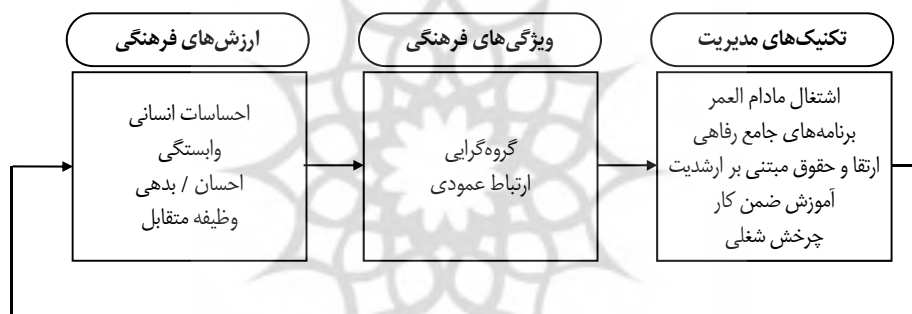 ارزش‌های فرهنگی
احساسات انسانی
وابستگی
احسان / بدهی
وظیفه متقابل
ویژگی‌های فرهنگی
گروه‌گرایی
ارتباط عمودی
تکنیک‌های مدیریت
اشتغال مادام العمر
برنامه‌های جامع رفاهی
ارتقا و حقوق مبتنی بر ارشدیت
آموزش ضمن کار
چرخش شغلی